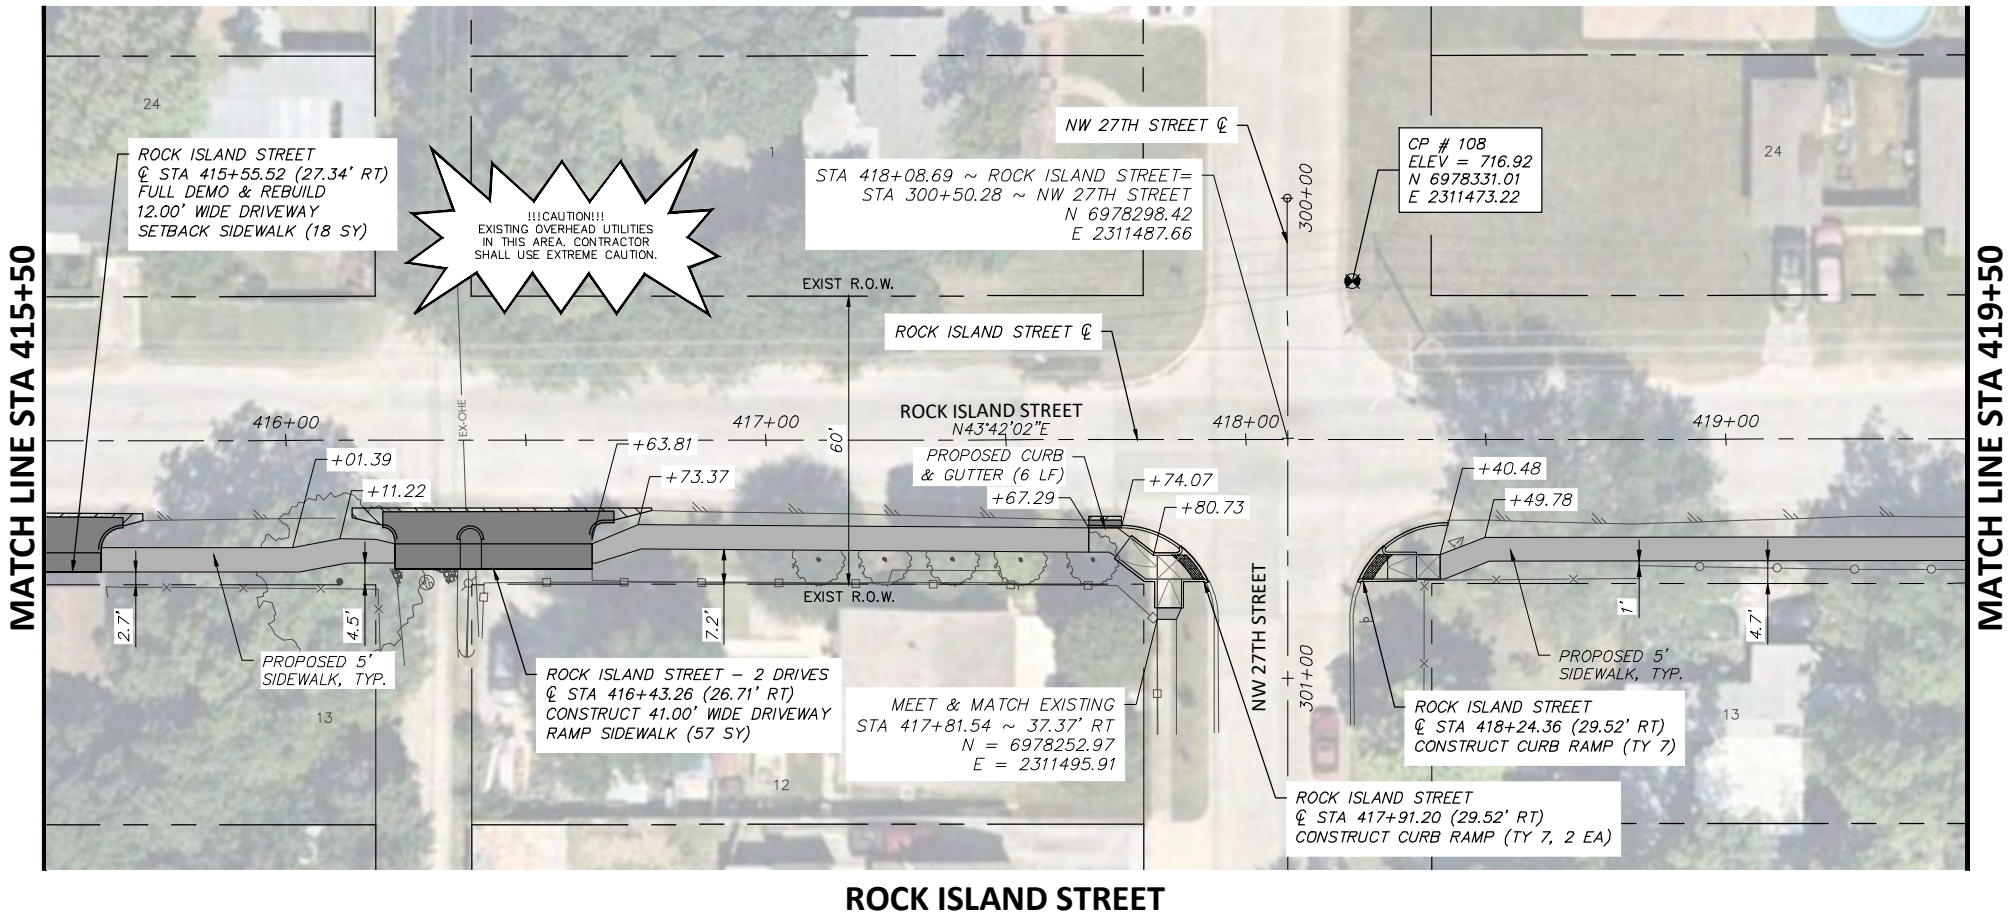 24
1
24
ROCK ISLAND STREET
℄ STA 415+55.52 (27.34' RT)
FULL DEMO & REBUILD
12.00' WIDE DRIVEWAY
SETBACK SIDEWALK (18 SY)
!!!CAUTION!!!
EXISTING OVERHEAD UTILITIES
IN THIS AREA. CONTRACTOR
SHALL USE EXTREME CAUTION.
NW 27TH STREET ℄
STA 418+08.69 ~ ROCK ISLAND STREET=
STA 300+50.28 ~ NW 27TH STREET
N 6978298.42
E 2311487.66
300+00
CP # 108
ELEV = 716.92
N 6978331.01
E 2311473.22
EXIST R.O.W.
ROCK ISLAND STREET ℄
MATCH LINE STA 415+50
MATCH LINE STA 419+50
416+00
EX-OHE
417+00
60'
ROCK ISLAND STREET
N43°42'02"E
418+00
419+00
+01.39
+11.22
+63.81
+73.37
PROPOSED CURB
& GUTTER (6 LF)
+67.29
+74.07
+80.73
+40.48
+49.78
EXIST R.O.W.
2.7'
4.5'
7.2'
1'
4.7'
NW 27TH STREET
301+00
PROPOSED 5'
SIDEWALK, TYP.
13
ROCK ISLAND STREET – 2 DRIVES
℄ STA 416+43.26 (26.71' RT)
CONSTRUCT 41.00' WIDE DRIVEWAY
RAMP SIDEWALK (57 SY)
MEET & MATCH EXISTING
STA 417+81.54 ~ 37.37' RT
N = 6978252.97
E = 2311495.91
12
PROPOSED 5'
SIDEWALK, TYP.
ROCK ISLAND STREET
℄ STA 418+24.36 (29.52' RT)
CONSTRUCT CURB RAMP (TY 7)
13
ROCK ISLAND STREET
℄ STA 417+91.20 (29.52' RT)
CONSTRUCT CURB RAMP (TY 7, 2 EA)
ROCK ISLAND STREET